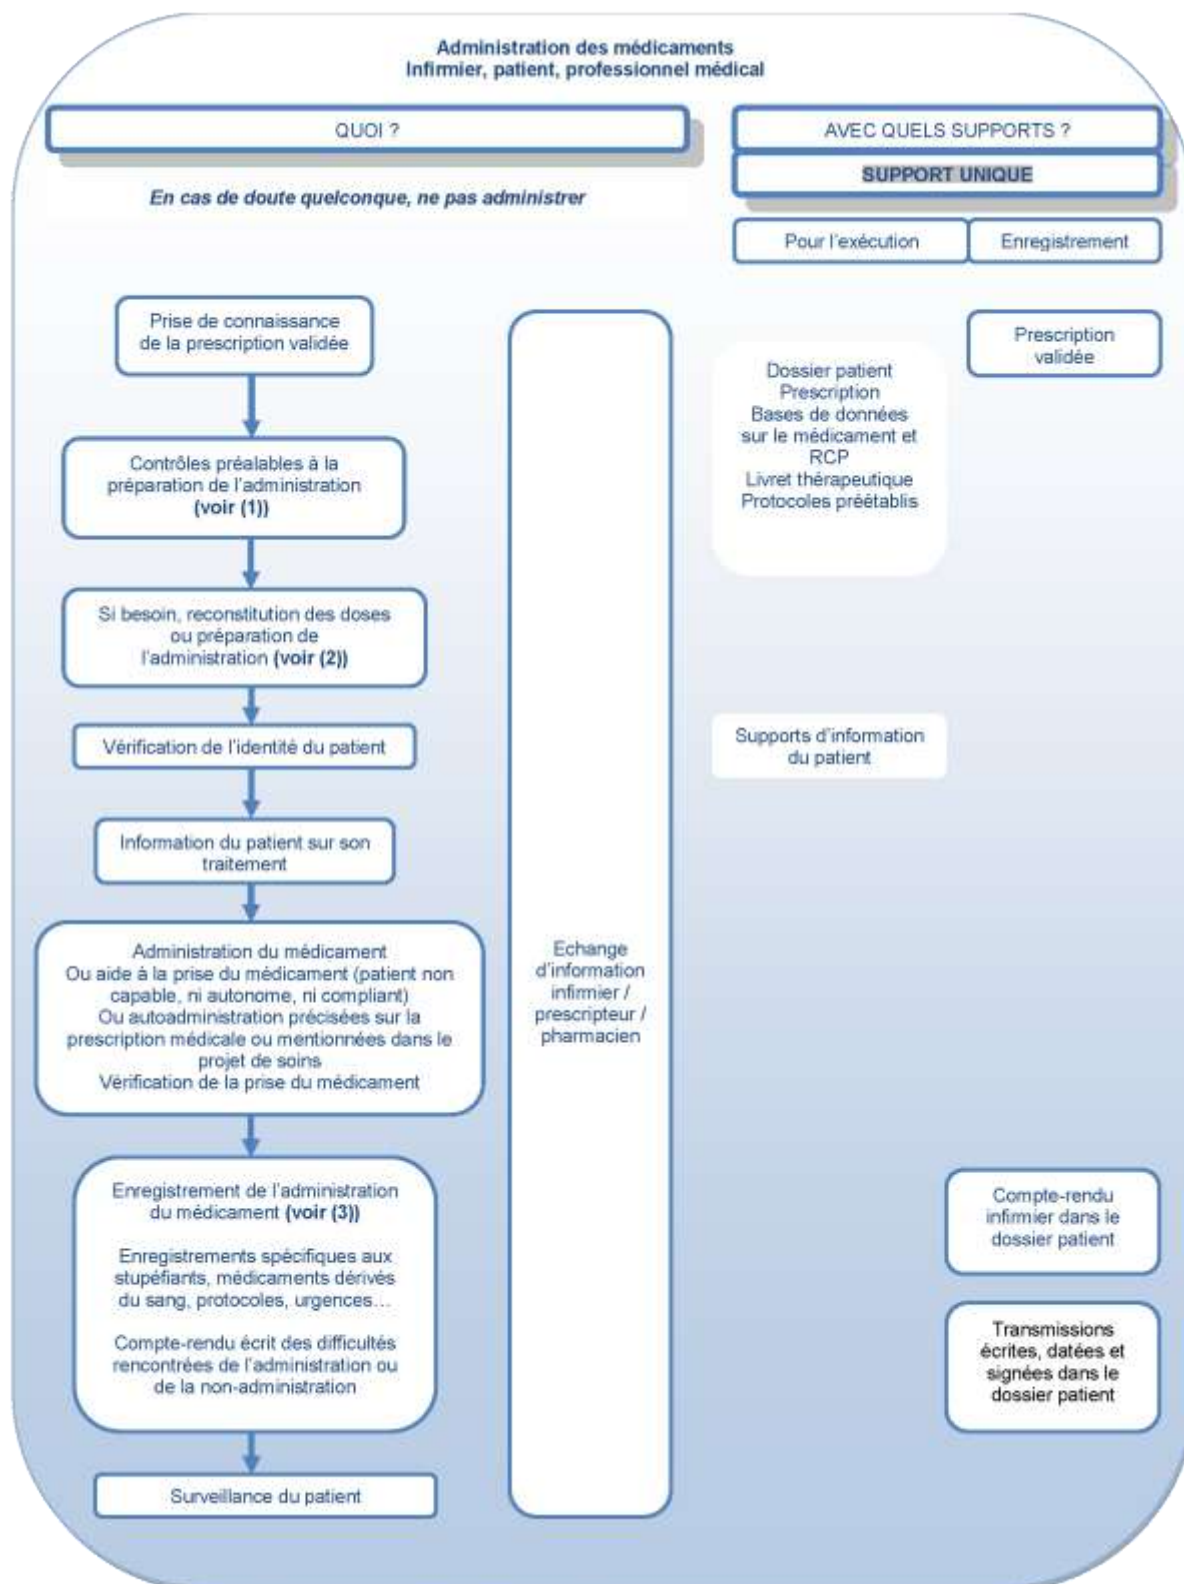 Administration des médicaments
Infirmier, patient, professionnel médical
QUOI ?
AVEC QUELS SUPPORTS ?
SUPPORT UNIQUE
En cas de doute quelconque, ne pas administrer
Pour l'exécution
Enregistrement
Prise de connaissance
de la prescription validée
Prescription
validée
Dossier patient
Prescription
Bases de données
sur le médicament et
RCP
Livret thérapeutique
Protocoles préétablis
Contrôles préalables à la
préparation de l'administration
(voir (1))
Si besoin, reconstitution des doses
ou préparation de
l'administration (voir (2))
Vérification de l'identité du patient
Supports d'information
du patient
Information du patient sur son
traitement
Administration du médicament
Ou aide à la prise du médicament (patient non
capable, ni autonome, ni compliant)
Ou autoadministration précisées sur la
prescription médicale ou mentionnées dans le
projet de soins
Vérification de la prise du médicament
Echange
d'information
infirmier /
prescripteur /
pharmacien
Enregistrement de l'administration
du médicament (voir (3))
Enregistrements spécifiques aux
stupéfiants, médicaments dérivés
du sang, protocoles, urgences…
Compte-rendu écrit des difficultés
rencontrées de l'administration ou
de la non-administration
Compte-rendu
infirmier dans le
dossier patient
Transmissions
écrites, datées et
signées dans le
dossier patient
Surveillance du patient